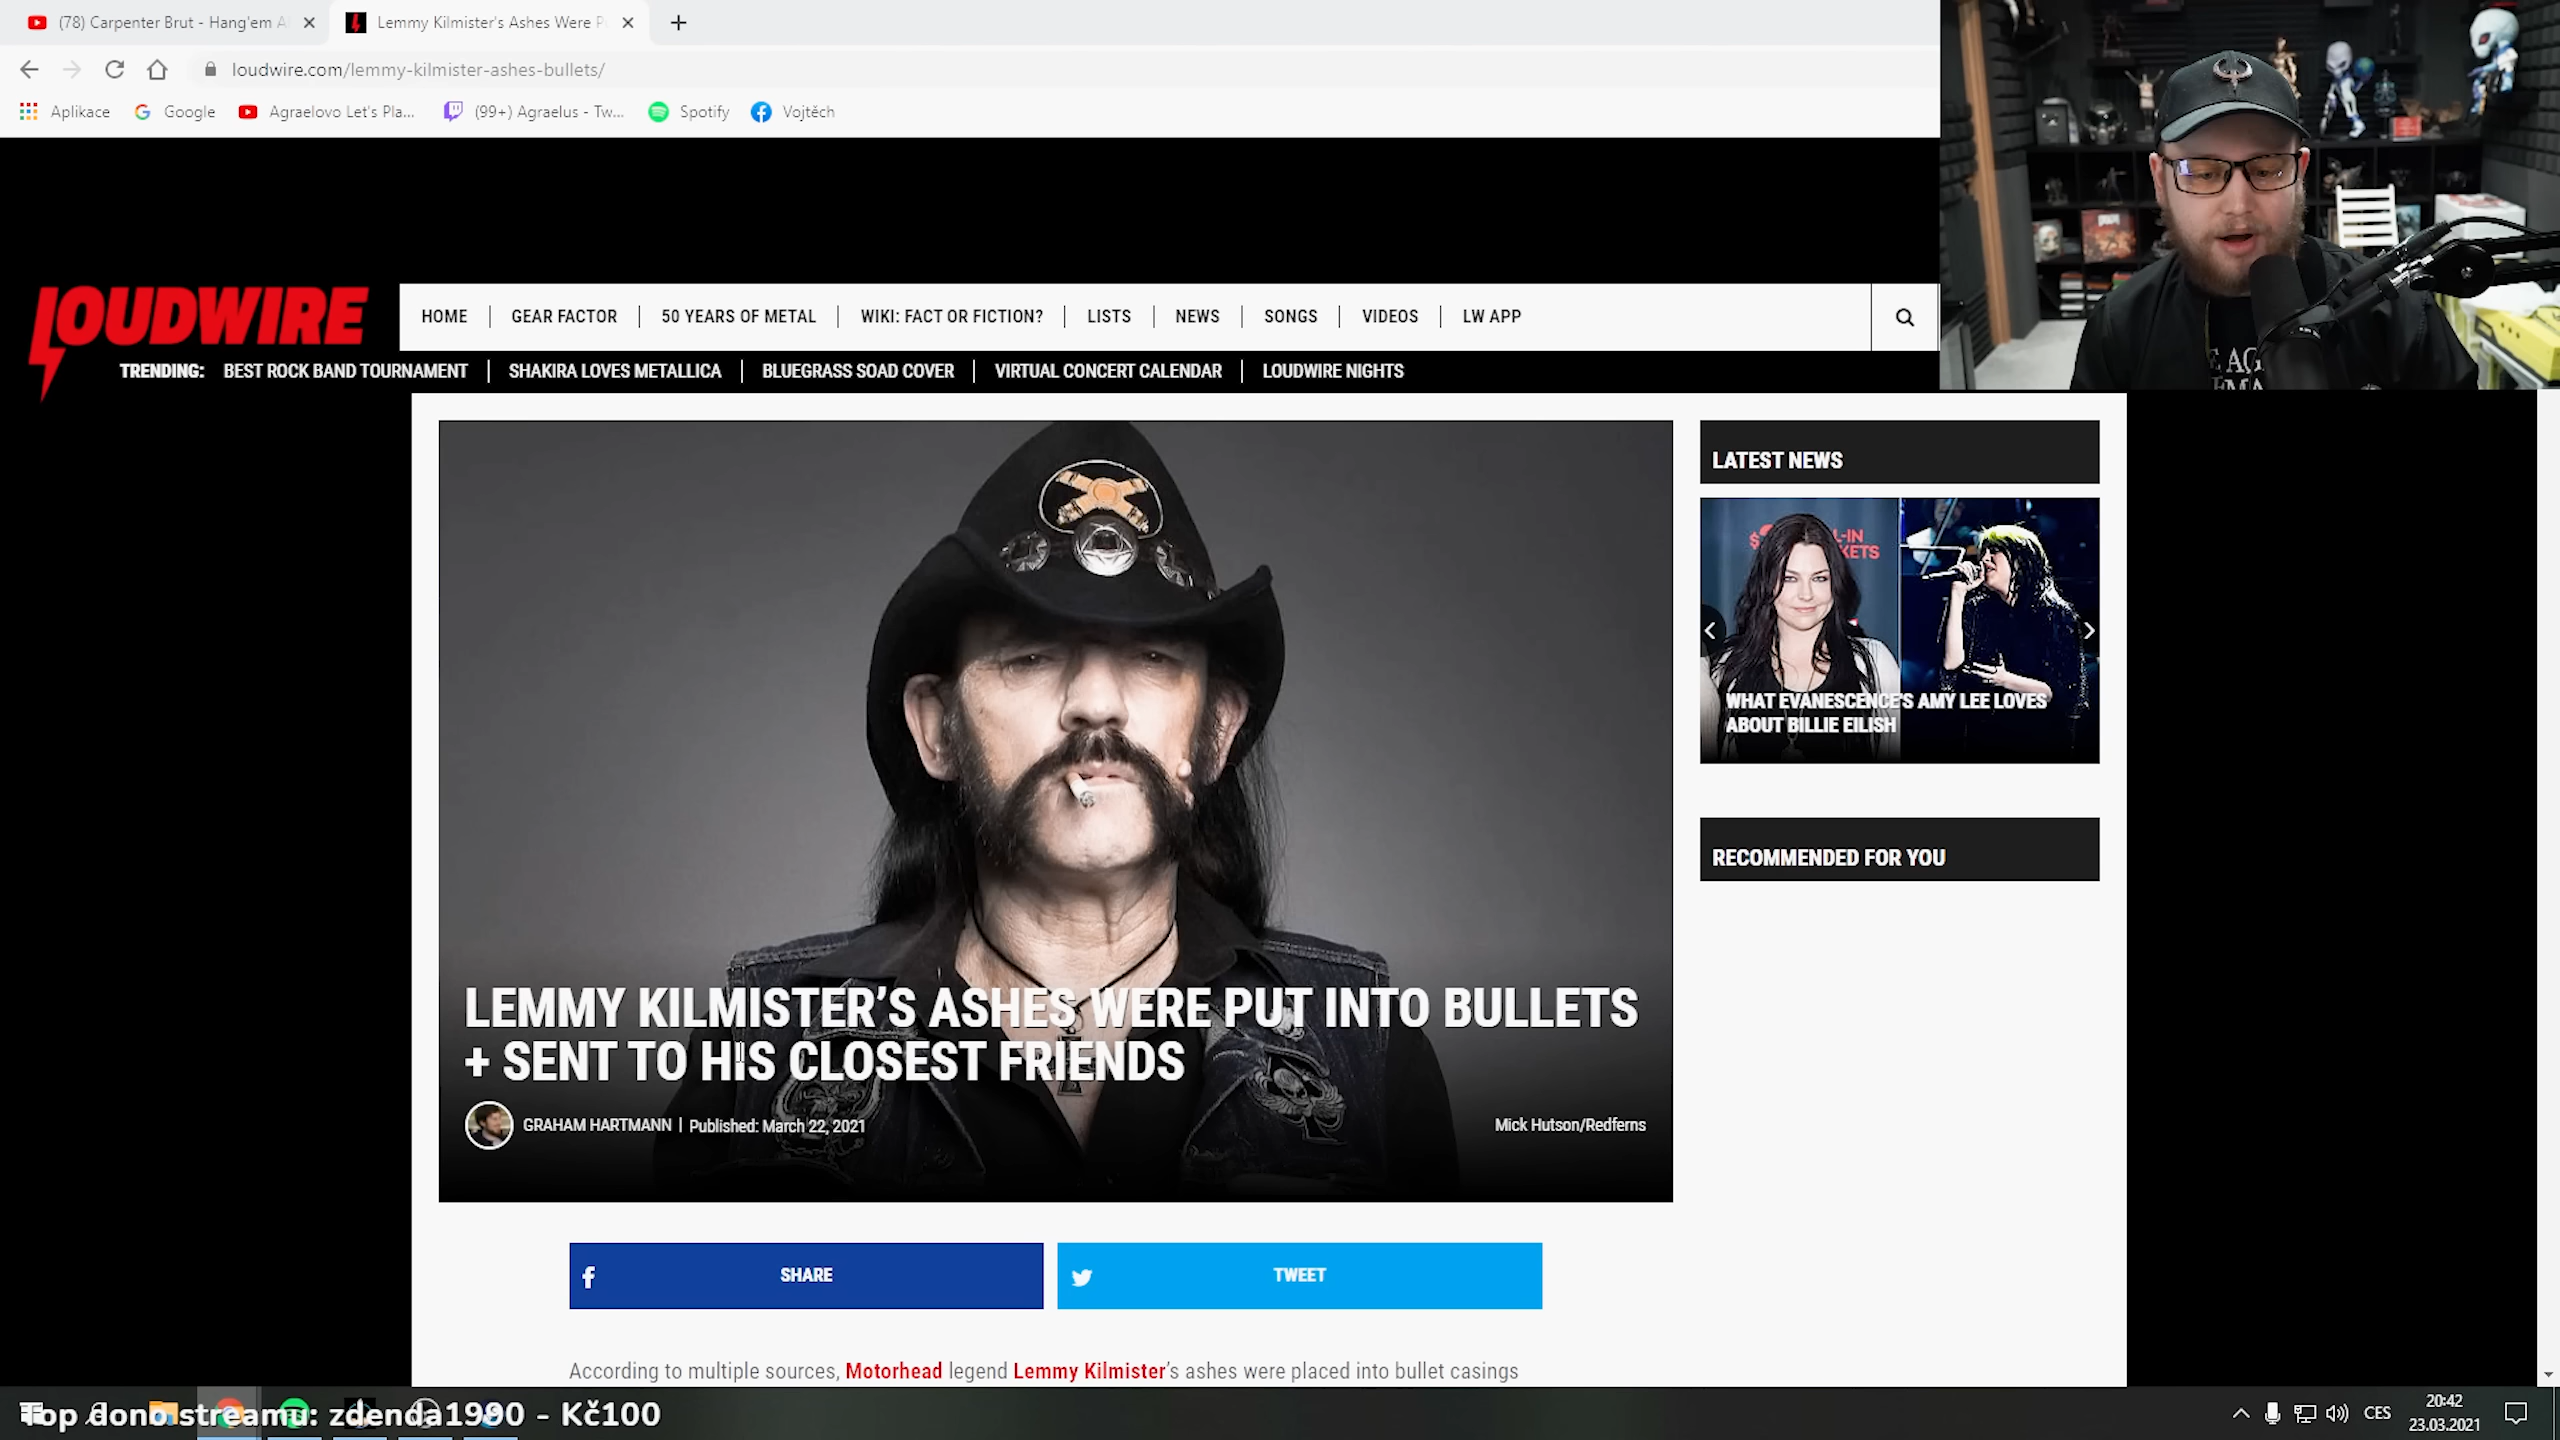 (78) Carpenter Brut - Hang'em A
Lemmy Kilmister's Ashes Were P
loudwire.com/lemmy-kilmister-ashes-bullets/
Aplikace
Google
Agraelovo Let's Pla...
(99+) Agraelus - Tw...
Spotify
Vojtěch
LOUDWIRE
HOME
GEAR FACTOR
50 YEARS OF METAL
WIKI: FACT OR FICTION?
LISTS
NEWS
SONGS
VIDEOS
LW APP
TRENDING:
BEST ROCK BAND TOURNAMENT
SHAKIRA LOVES METALLICA
BLUEGRASS SOAD COVER
VIRTUAL CONCERT CALENDAR
LOUDWIRE NIGHTS
LATEST NEWS
WHAT EVANESCENCE'S AMY LEE LOVES
ABOUT BILLIE EILISH
RECOMMENDED FOR YOU
LEMMY KILMISTER'S ASHES WERE PUT INTO BULLETS
+ SENT TO HIS CLOSEST FRIENDS
GRAHAM HARTMANN | Published: March 22, 2021
Mick Hutson/Redferns
SHARE
TWEET
According to multiple sources, Motorhead legend Lemmy Kilmister's ashes were placed into bullet casings
Top dono streamu: zdenda1990 - Kč100
CES
20:42
23.03.2021